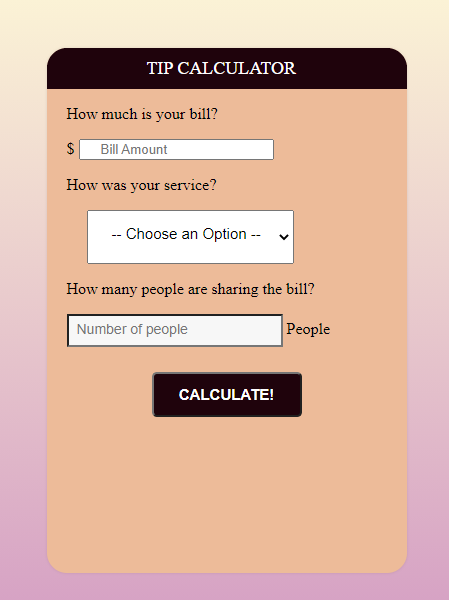 TIP CALCULATOR
How much is your bill?
$ Bill Amount
How was your service?
-- Choose an Option --
How many people are sharing the bill?
Number of people People
CALCULATE!